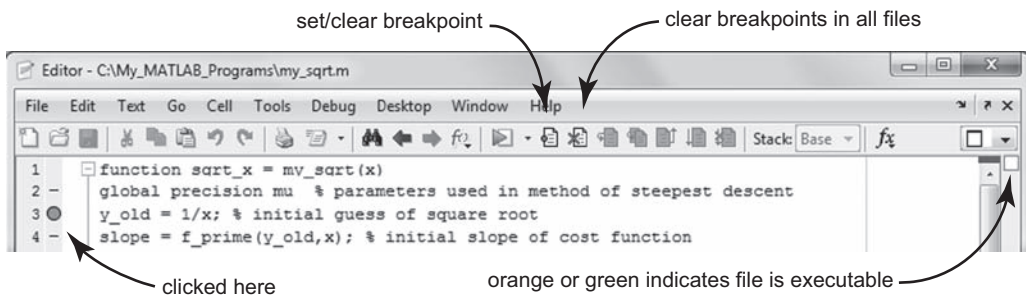 set/clear breakpoint
clear breakpoints in all files
Editor - C:\My_MATLAB_Programs\my_sqrt.m
File Edit Text Go Cell Tools Debug Desktop Window Help
Stack: Base fx
1 function sqrt_x = my_sqrt(x)
2 – global precision mu % parameters used in method of steepest descent
3 y_old = 1/x; % initial guess of square root
4 – slope = f_prime(y_old,x); % initial slope of cost function
clicked here
orange or green indicates file is executable